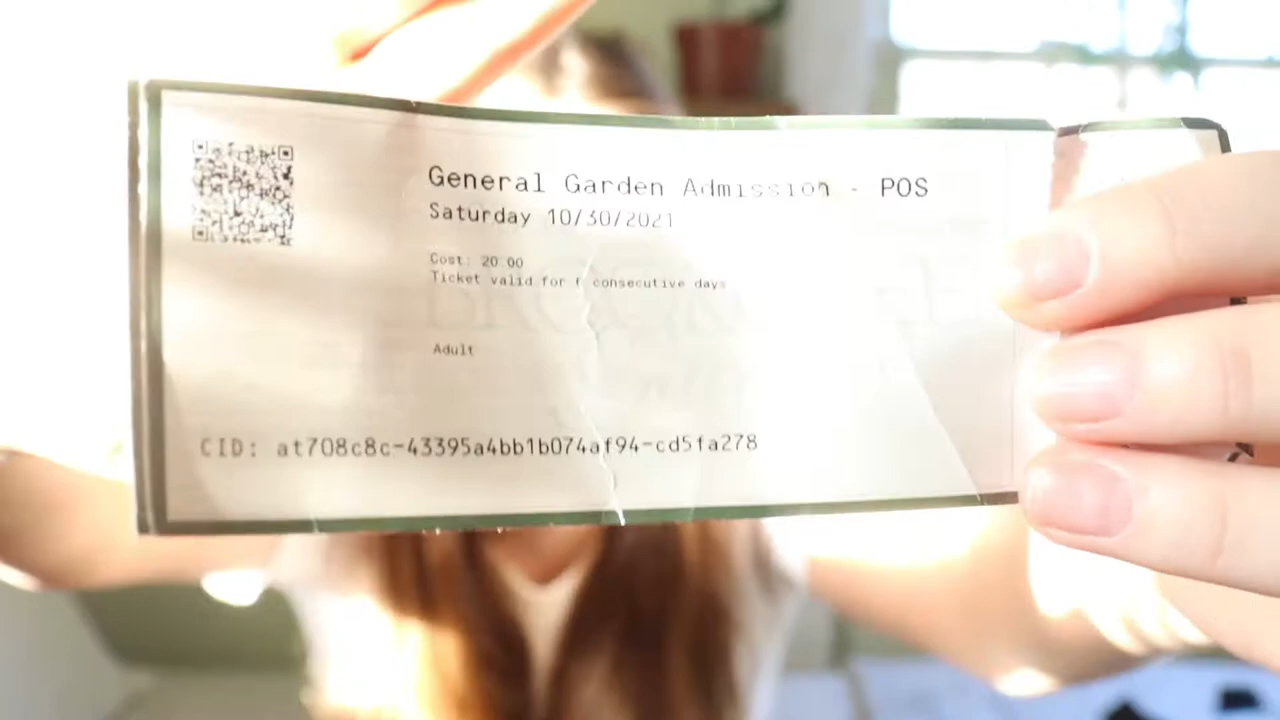 General Garden Admission - POS
Saturday 10/30/2021
Cost: 20.00
Ticket valid for consecutive days
Adult
CID: at708c8c-43395a4bb1b074af94-cd5fa278